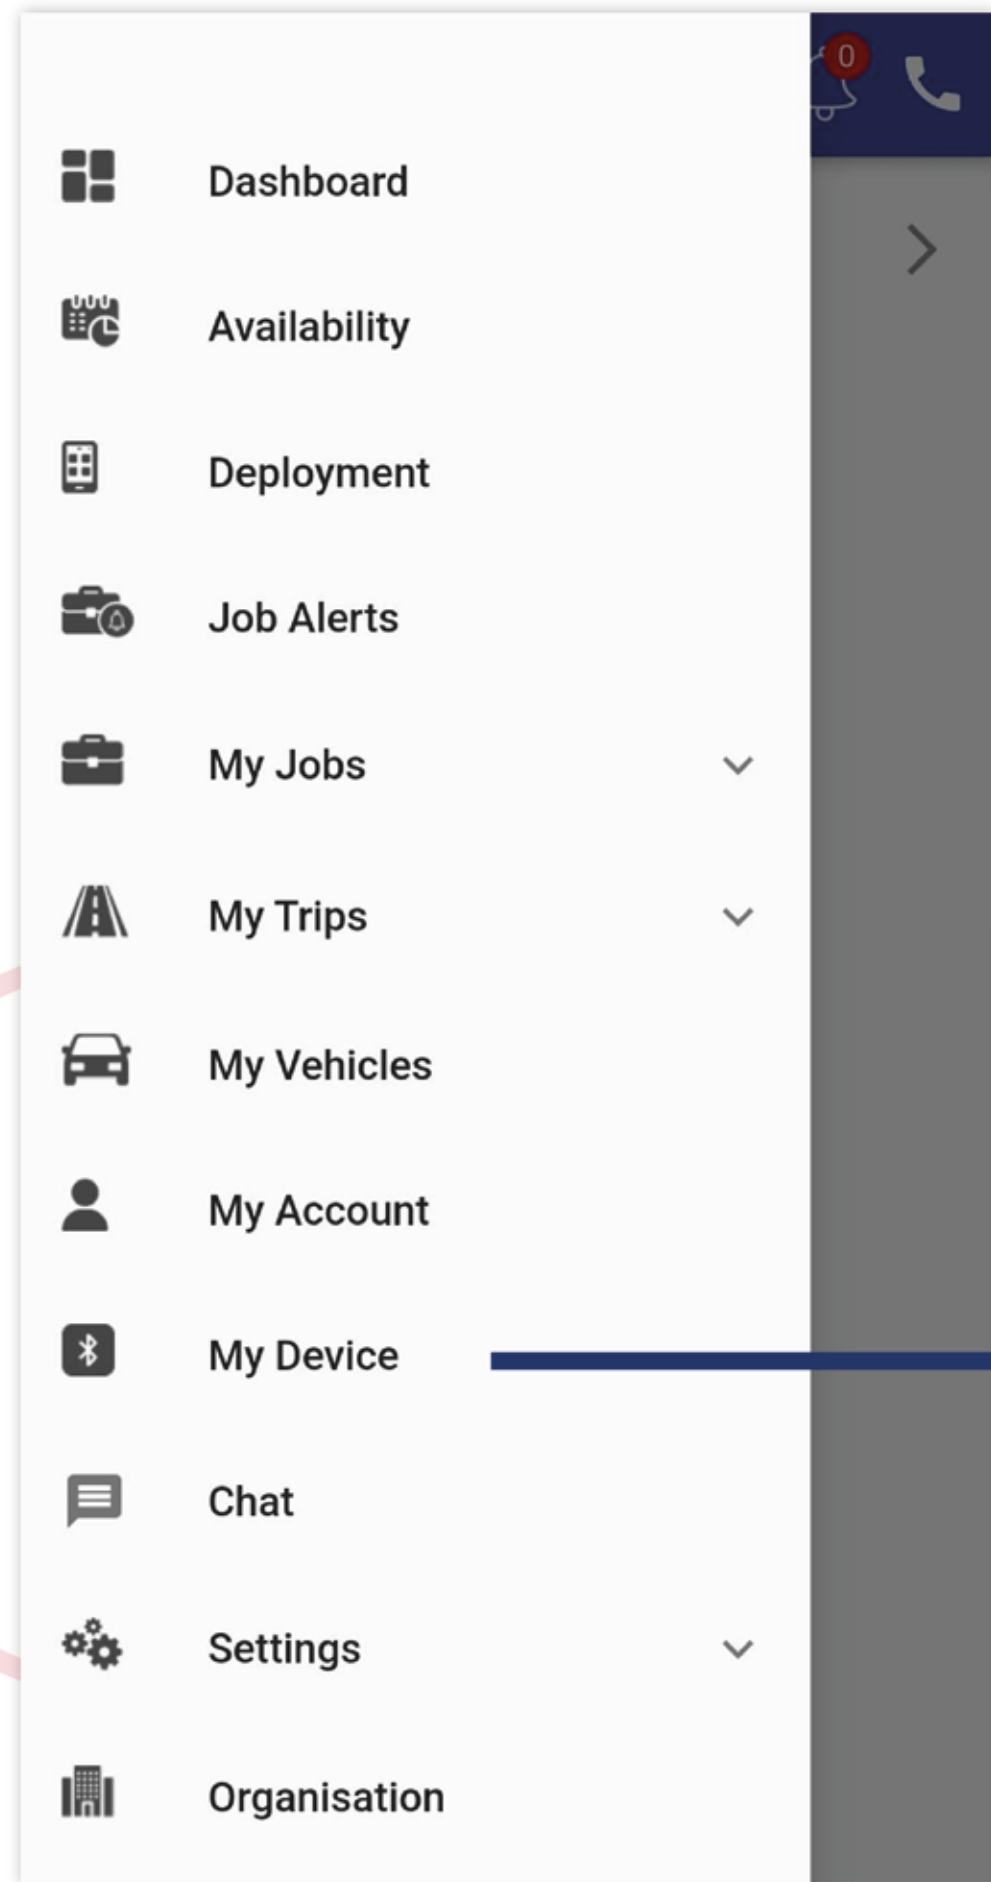 0
Dashboard
Availability
Deployment
Job Alerts
My Jobs
My Trips
My Vehicles
My Account
My Device
Chat
Settings
Organisation